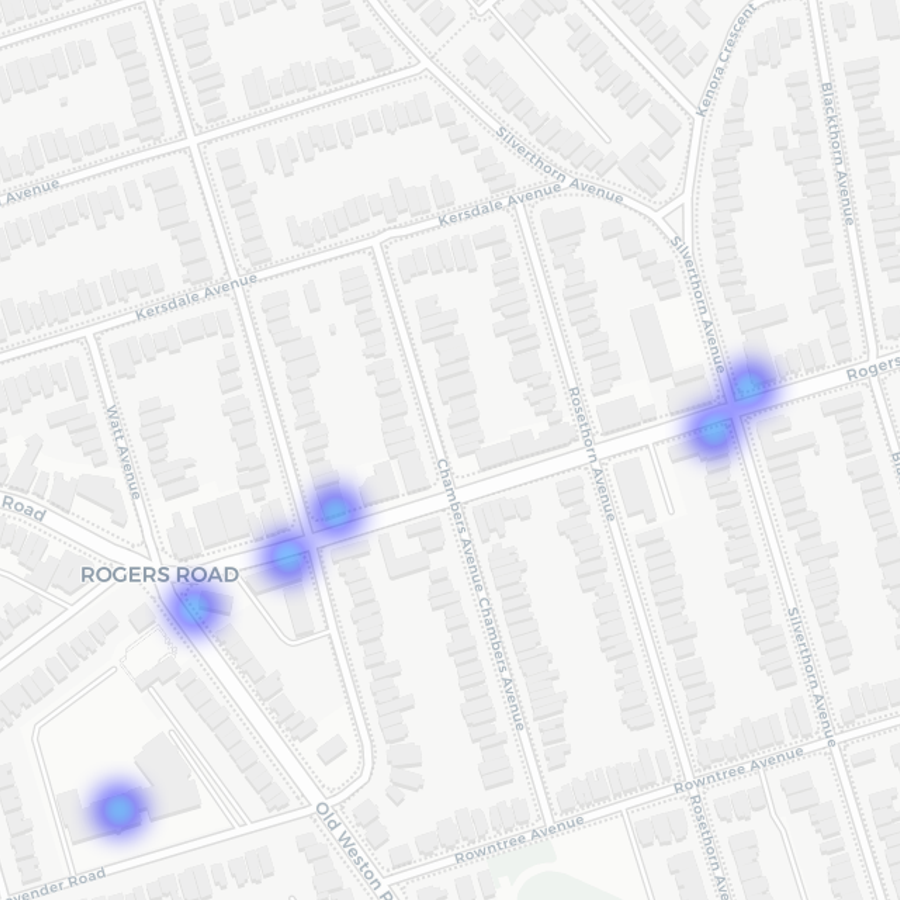 Kenora Crescent
Silverthorn Avenue
Blackthorn Avenue
Avenue
Kersdale Avenue
Silverthorn Avenue
Kersdale Avenue
Rogers
Watt Avenue
Rosethorn Avenue
Chambers Avenue
Road
ROGERS ROAD
Chambers Avenue
Silverthorn Avenue
Rowntree Avenue
Old Weston R
Rosethorn Ave
Rowntree Avenue
vender Road